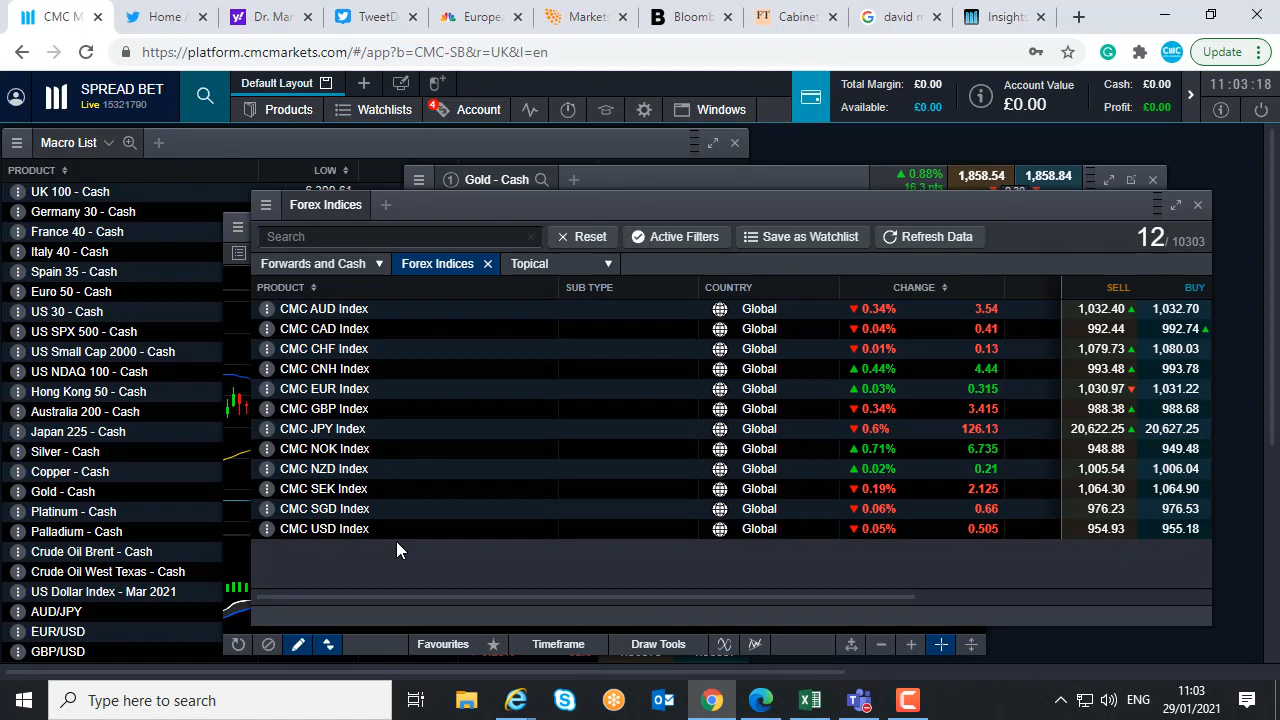 CMC M
Home /
Dr. Mar
TweetD
Europe
Markets
Bloomb
FT
Cabinet
david n
Insights
https://platform.cmcmarkets.com/#/app?b=CMC-SB&r=UK&l=en
Update
SPREAD BET
Live 15321790
Default Layout
Products
Watchlists
4
Account
Windows
Total Margin: £0.00
Available: £0.00
Account Value
£0.00
Cash: £0.00
Profit: £0.00
11:03:18
Macro List
PRODUCT LOW
UK 100 - Cash
Germany 30 - Cash
France 40 - Cash
Italy 40 - Cash
Spain 35 - Cash
Euro 50 - Cash
US 30 - Cash
US SPX 500 - Cash
US Small Cap 2000 - Cash
US NDAQ 100 - Cash
Hong Kong 50 - Cash
Australia 200 - Cash
Japan 225 - Cash
Silver - Cash
Copper - Cash
Gold - Cash
Platinum - Cash
Palladium - Cash
Crude Oil Brent - Cash
Crude Oil West Texas - Cash
US Dollar Index - Mar 2021
AUD/JPY
EUR/USD
GBP/USD
1 Gold - Cash
0.88%
16.3 pts
1,858.54
1,858.84
Forex Indices
Search
Reset
Active Filters
Save as Watchlist
Refresh Data
12 / 10303
Forwards and Cash
Forex Indices
Topical
PRODUCT SUB TYPE COUNTRY CHANGE SELL BUY
CMC AUD Index Global 0.34% 3.54 1,032.40 1,032.70
CMC CAD Index Global 0.04% 0.41 992.44 992.74
CMC CHF Index Global 0.01% 0.13 1,079.73 1,080.03
CMC CNH Index Global 0.44% 4.44 993.48 993.78
CMC EUR Index Global 0.03% 0.315 1,030.97 1,031.22
CMC GBP Index Global 0.34% 3.415 988.38 988.68
CMC JPY Index Global 0.6% 126.13 20,622.25 20,627.25
CMC NOK Index Global 0.71% 6.735 948.88 949.48
CMC NZD Index Global 0.02% 0.21 1,005.54 1,006.04
CMC SEK Index Global 0.19% 2.125 1,064.30 1,064.90
CMC SGD Index Global 0.06% 0.66 976.23 976.53
CMC USD Index Global 0.05% 0.505 954.93 955.18
Favourites
Timeframe
Draw Tools
Type here to search
ENG
11:03
29/01/2021